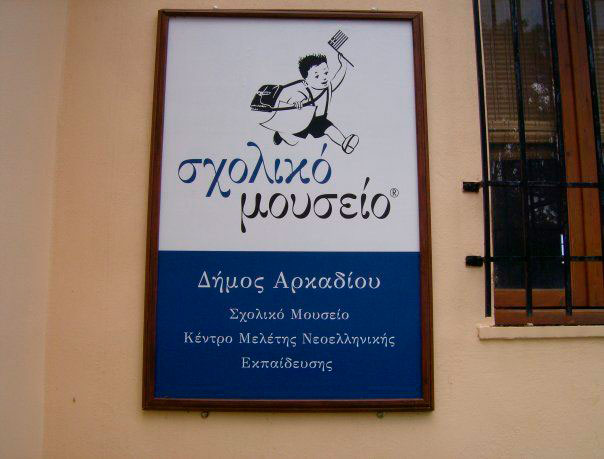 σχολικό
μουσείο®
Δήμος Αρκαδίου
Σχολικό Μουσείο
Κέντρο Μελέτης Νεοελληνικής
Εκπαίδευσης